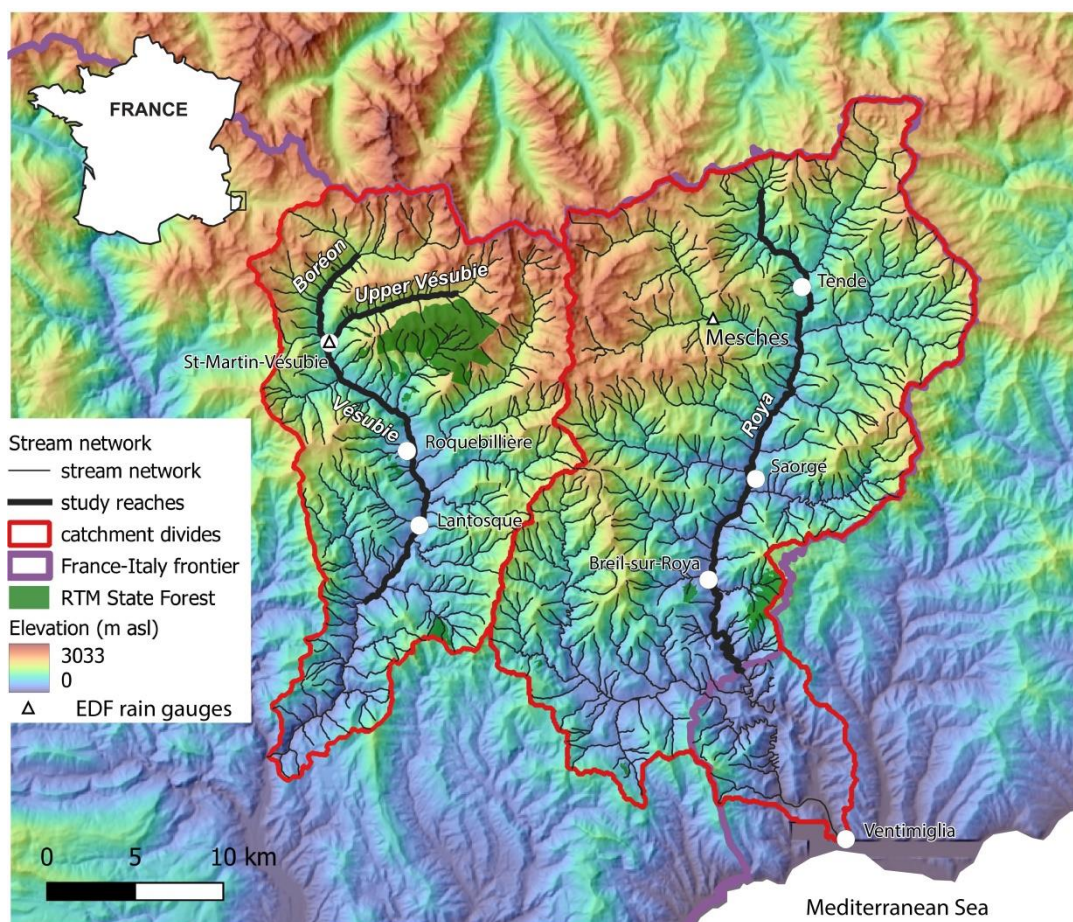 FRANCE
Boréon
Upper Vésubie
St-Martin-Vésubie
Vésubie
Roquebillière
Lantosque
Tende
Mesches
Roya
Saorge
Breil-sur-Roya
Ventimiglia
Mediterranean Sea
Stream network
stream network
study reaches
catchment divides
France-Italy frontier
RTM State Forest
Elevation (m asl)
3033
0
EDF rain gauges
0 5 10 km